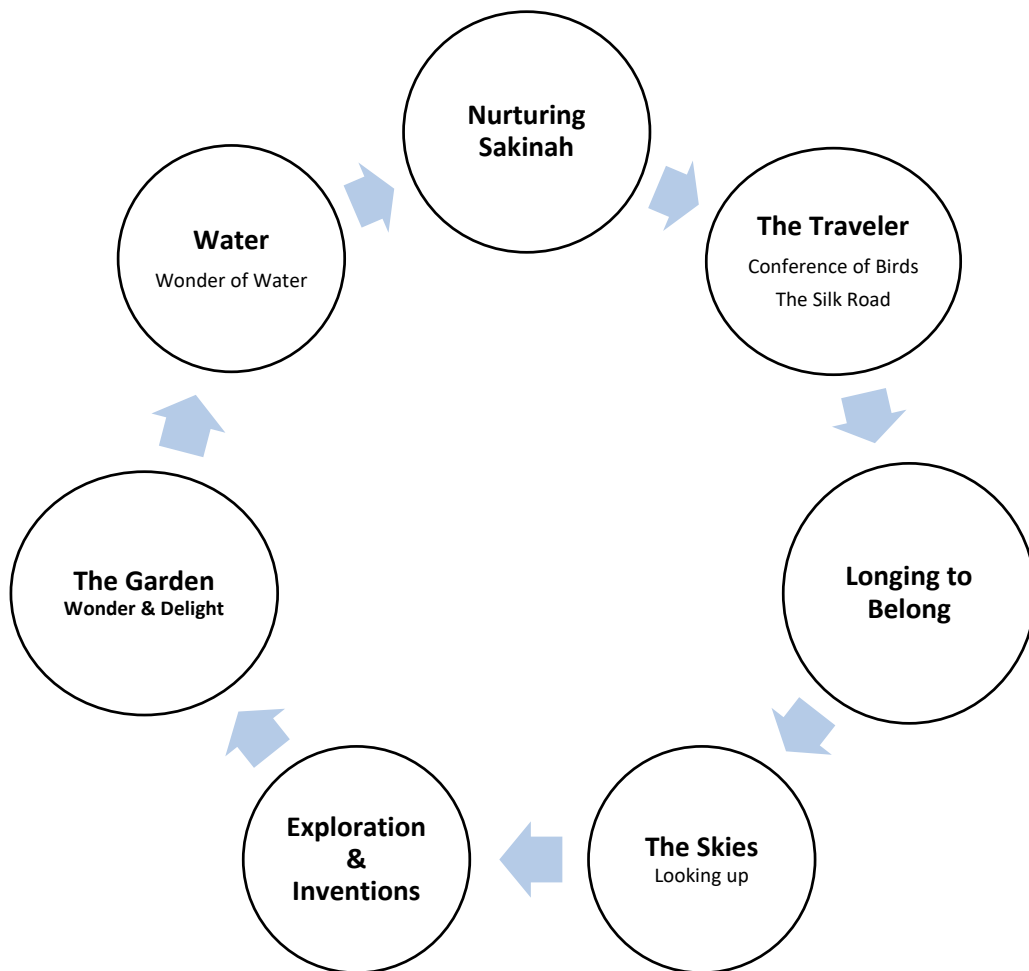 Nurturing
Sakinah
The Traveler
Conference of Birds
The Silk Road
Longing to
Belong
The Skies
Looking up
Exploration
&
Inventions
The Garden
Wonder & Delight
Water
Wonder of Water